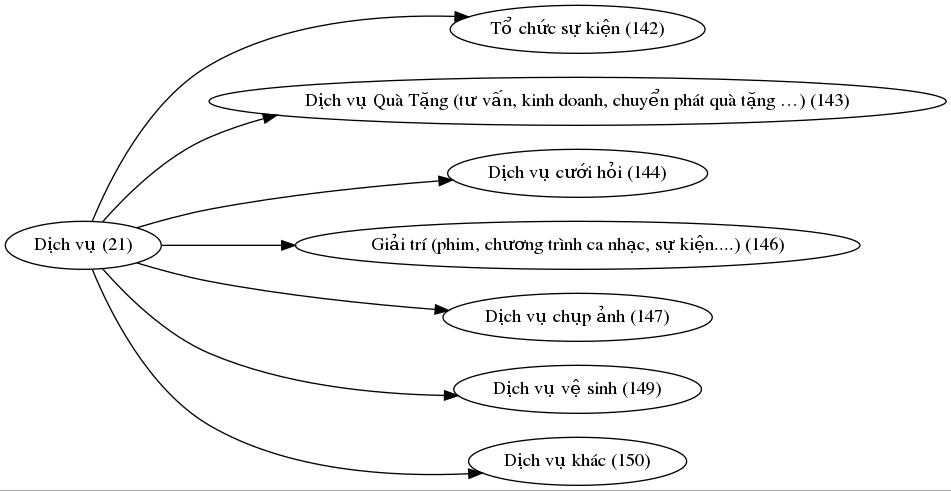 Tổ chức sự kiện (142)
Dịch vụ Quà Tặng (tư vấn, kinh doanh, chuyển phát quà tặng …) (143)
Dịch vụ cưới hỏi (144)
Dịch vụ (21)
Giải trí (phim, chương trình ca nhạc, sự kiện....) (146)
Dịch vụ chụp ảnh (147)
Dịch vụ vệ sinh (149)
Dịch vụ khác (150)